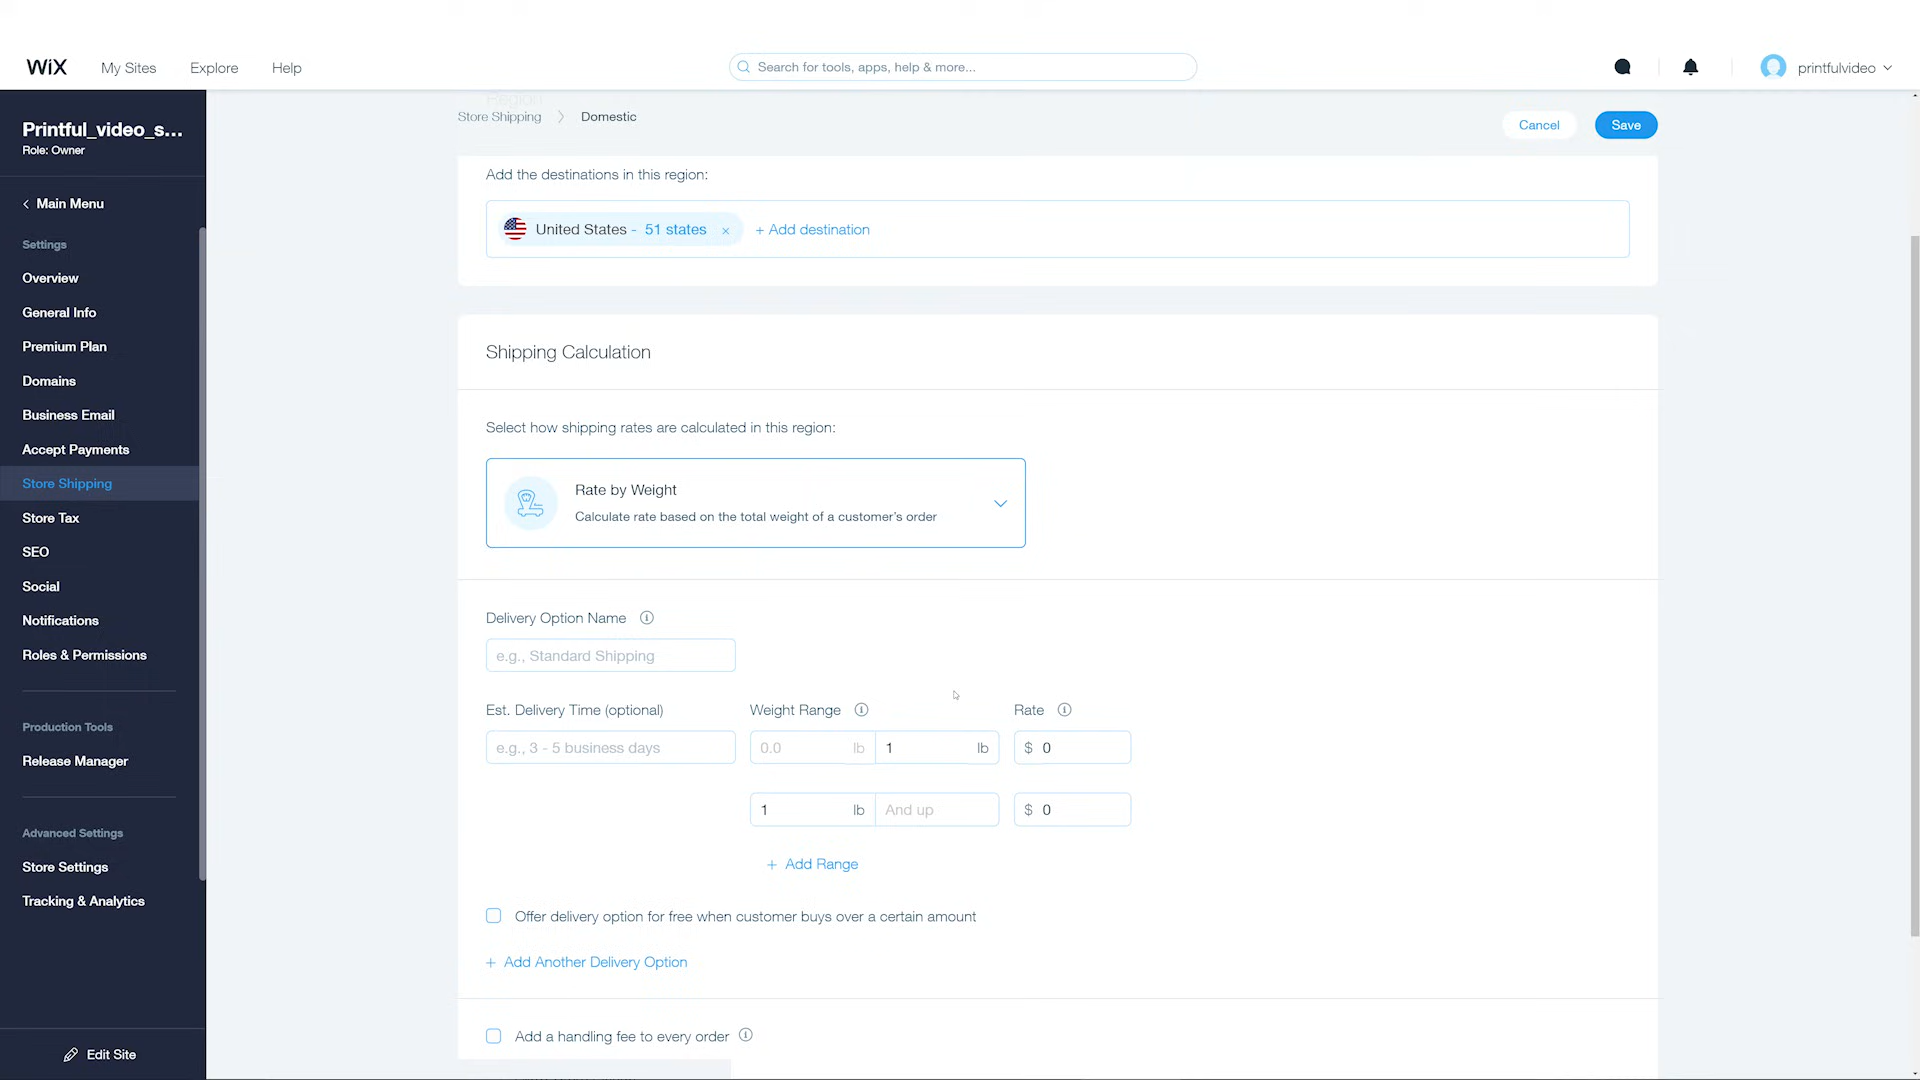 WiX
My Sites
Explore
Help
Search for tools, apps, help & more...
printfulvideo
Printful_video_s...
Role: Owner
Main Menu
Settings
Overview
General Info
Premium Plan
Domains
Business Email
Accept Payments
Store Shipping
Store Tax
SEO
Social
Notifications
Roles & Permissions
Production Tools
Release Manager
Advanced Settings
Store Settings
Tracking & Analytics
Edit Site
Region
Store Shipping > Domestic
Cancel
Save
Add the destinations in this region:
United States - 51 states × + Add destination
Shipping Calculation
Select how shipping rates are calculated in this region:
Rate by Weight
Calculate rate based on the total weight of a customer's order
Delivery Option Name
e.g., Standard Shipping
Est. Delivery Time (optional) Weight Range Rate
e.g., 3 - 5 business days 0.0 lb 1 lb $ 0
1 lb And up $ 0
+ Add Range
Offer delivery option for free when customer buys over a certain amount
+ Add Another Delivery Option
Add a handling fee to every order